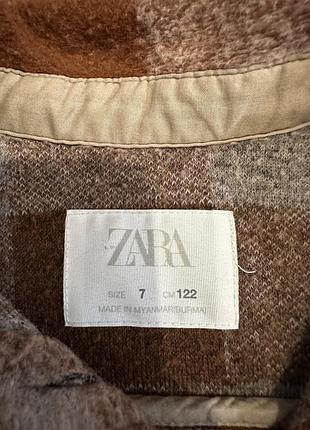 ZARA
SIZE 7 CM 122
MADE IN MYANMAR(BURMA)